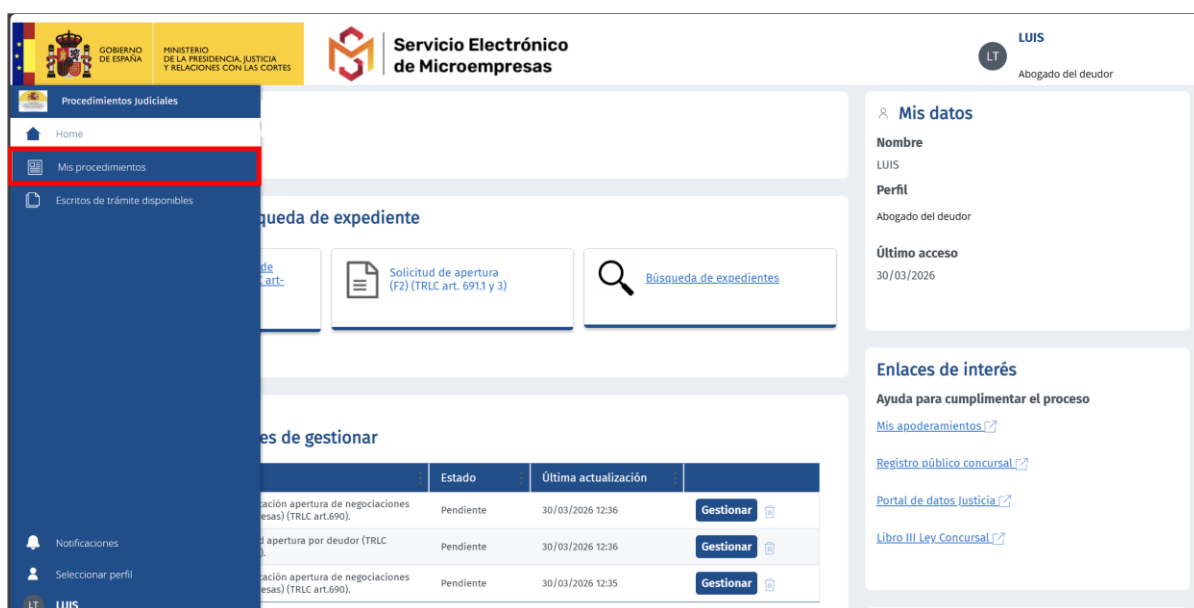 GOBIERNO
DE ESPAÑA
MINISTERIO
DE LA PRESIDENCIA, JUSTICIA
Y RELACIONES CON LAS CORTES
Servicio Electrónico
de Microempresas
LT
LUIS
Abogado del deudor
Procedimientos Judiciales
Home
Mis procedimientos
Escritos de trámite disponibles
Notificaciones
Seleccionar perfil
LT LUIS
queda de expediente
de
art-
Solicitud de apertura
(F2) (TRLC art. 691.1 y 3)
Búsqueda de expedientes
es de gestionar
Estado Última actualización
tación apertura de negociaciones
esas) (TRLC art.690).
Pendiente 30/03/2026 12:36 Gestionar
d apertura por deudor (TRLC
).
Pendiente 30/03/2026 12:36 Gestionar
tación apertura de negociaciones
esas) (TRLC art.690).
Pendiente 30/03/2026 12:35 Gestionar
Mis datos
Nombre
LUIS
Perfil
Abogado del deudor
Último acceso
30/03/2026
Enlaces de interés
Ayuda para cumplimentar el proceso
Mis apoderamientos
Registro público concursal
Portal de datos Justicia
Libro III Ley Concursal